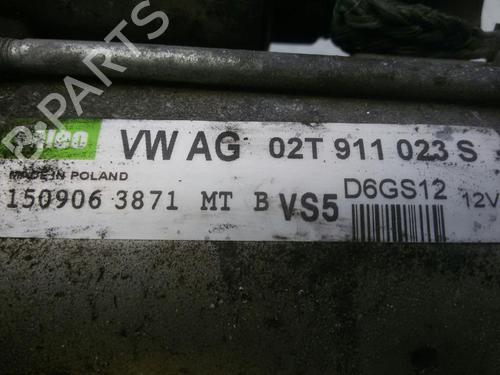 VW AG 02T 911 023 S
MADE IN POLAND
150906 3871 MT B VS5 D6GS12 12V